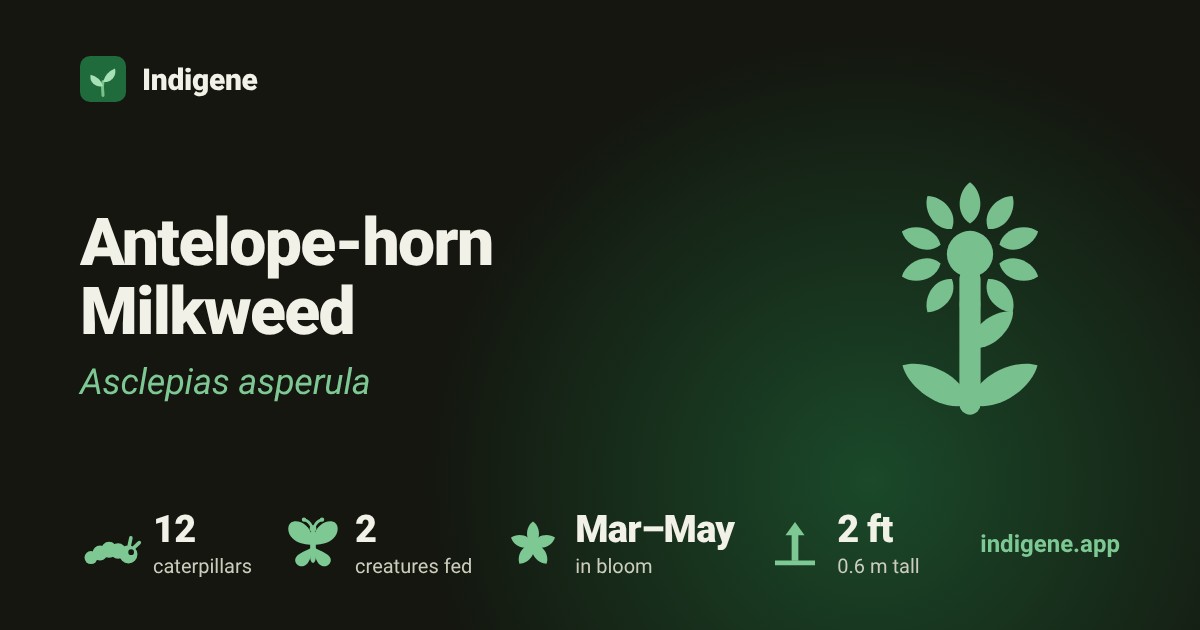 Indigene
Antelope-horn
Milkweed
Asclepias asperula
12
caterpillars
2
creatures fed
Mar–May
in bloom
2 ft
0.6 m tall
indigene.app